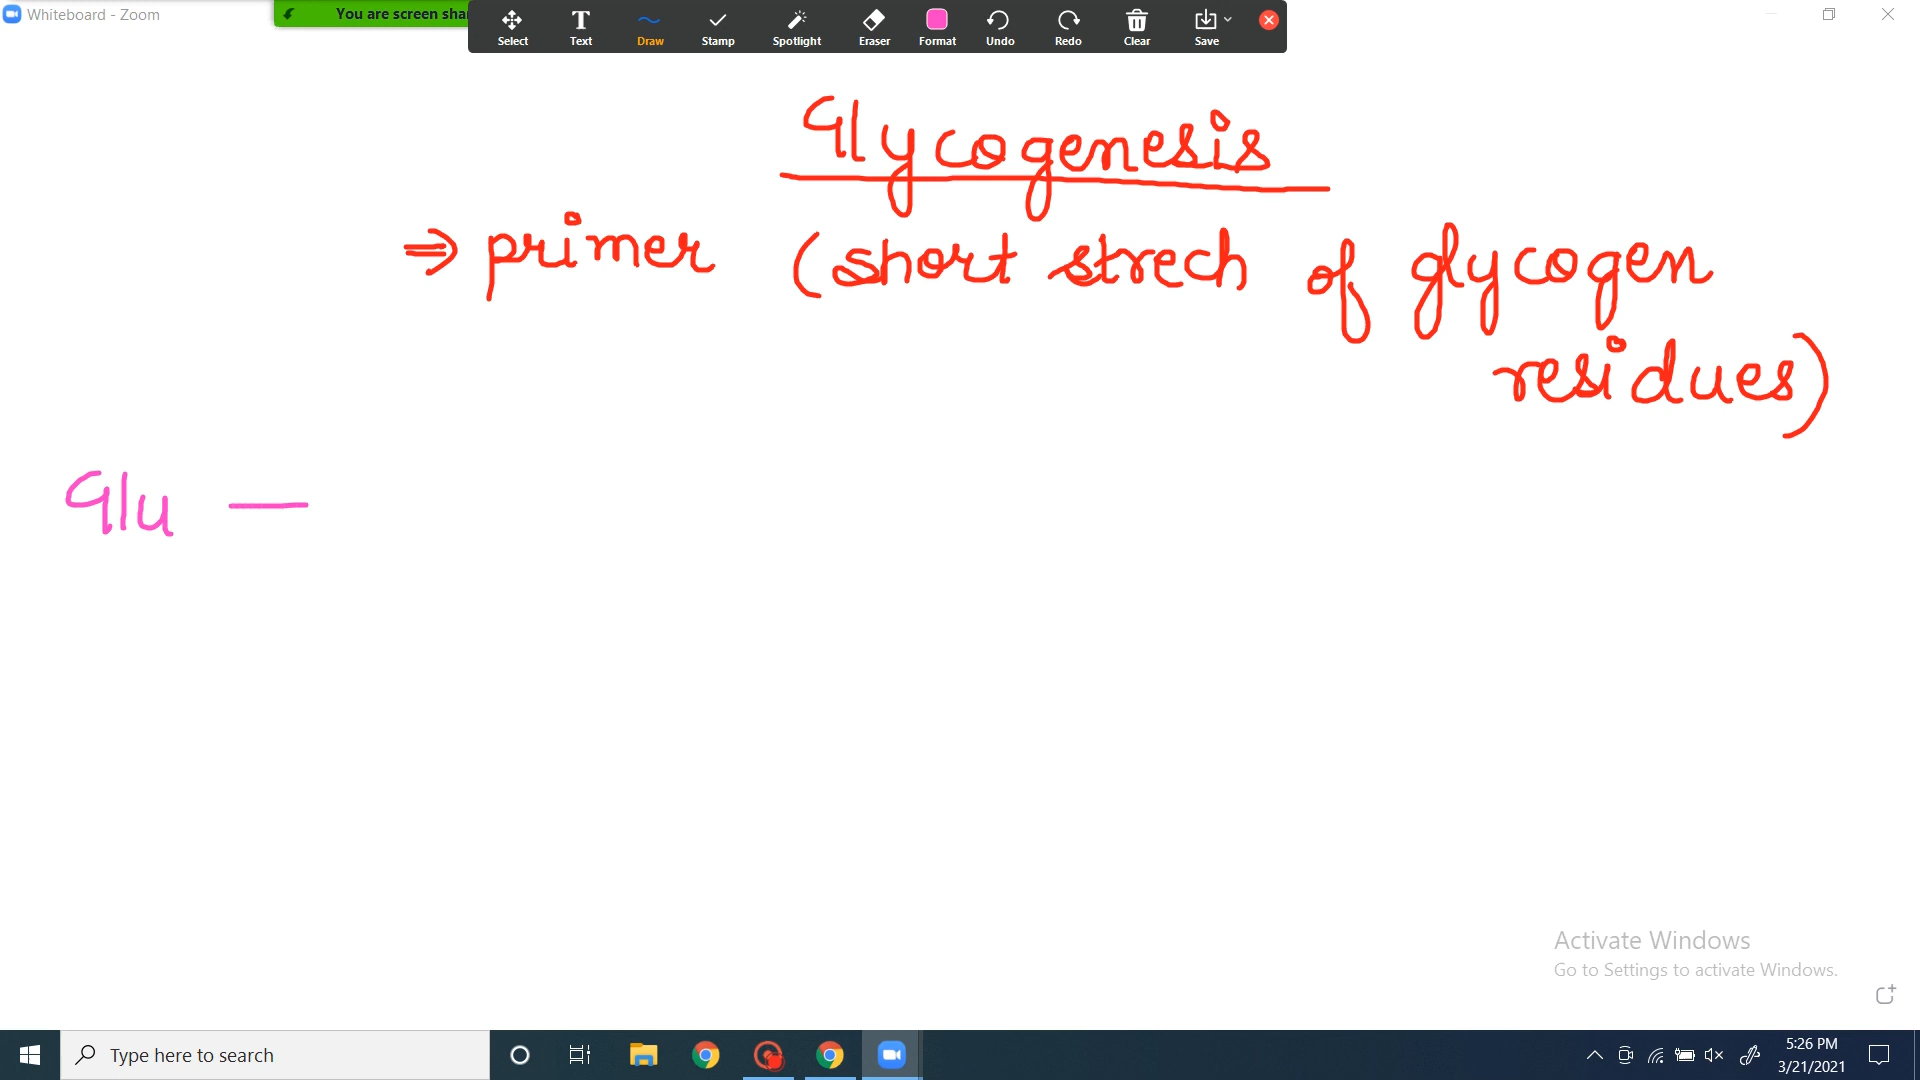 Whiteboard - Zoom
You are screen sha
Select Text Draw Stamp Spotlight Eraser Format Undo Redo Clear Save
Glycogenesis
⇒ primer (short strech of glycogen
residues)
Glu —
Activate Windows
Go to Settings to activate Windows.
Type here to search
5:26 PM
3/21/2021